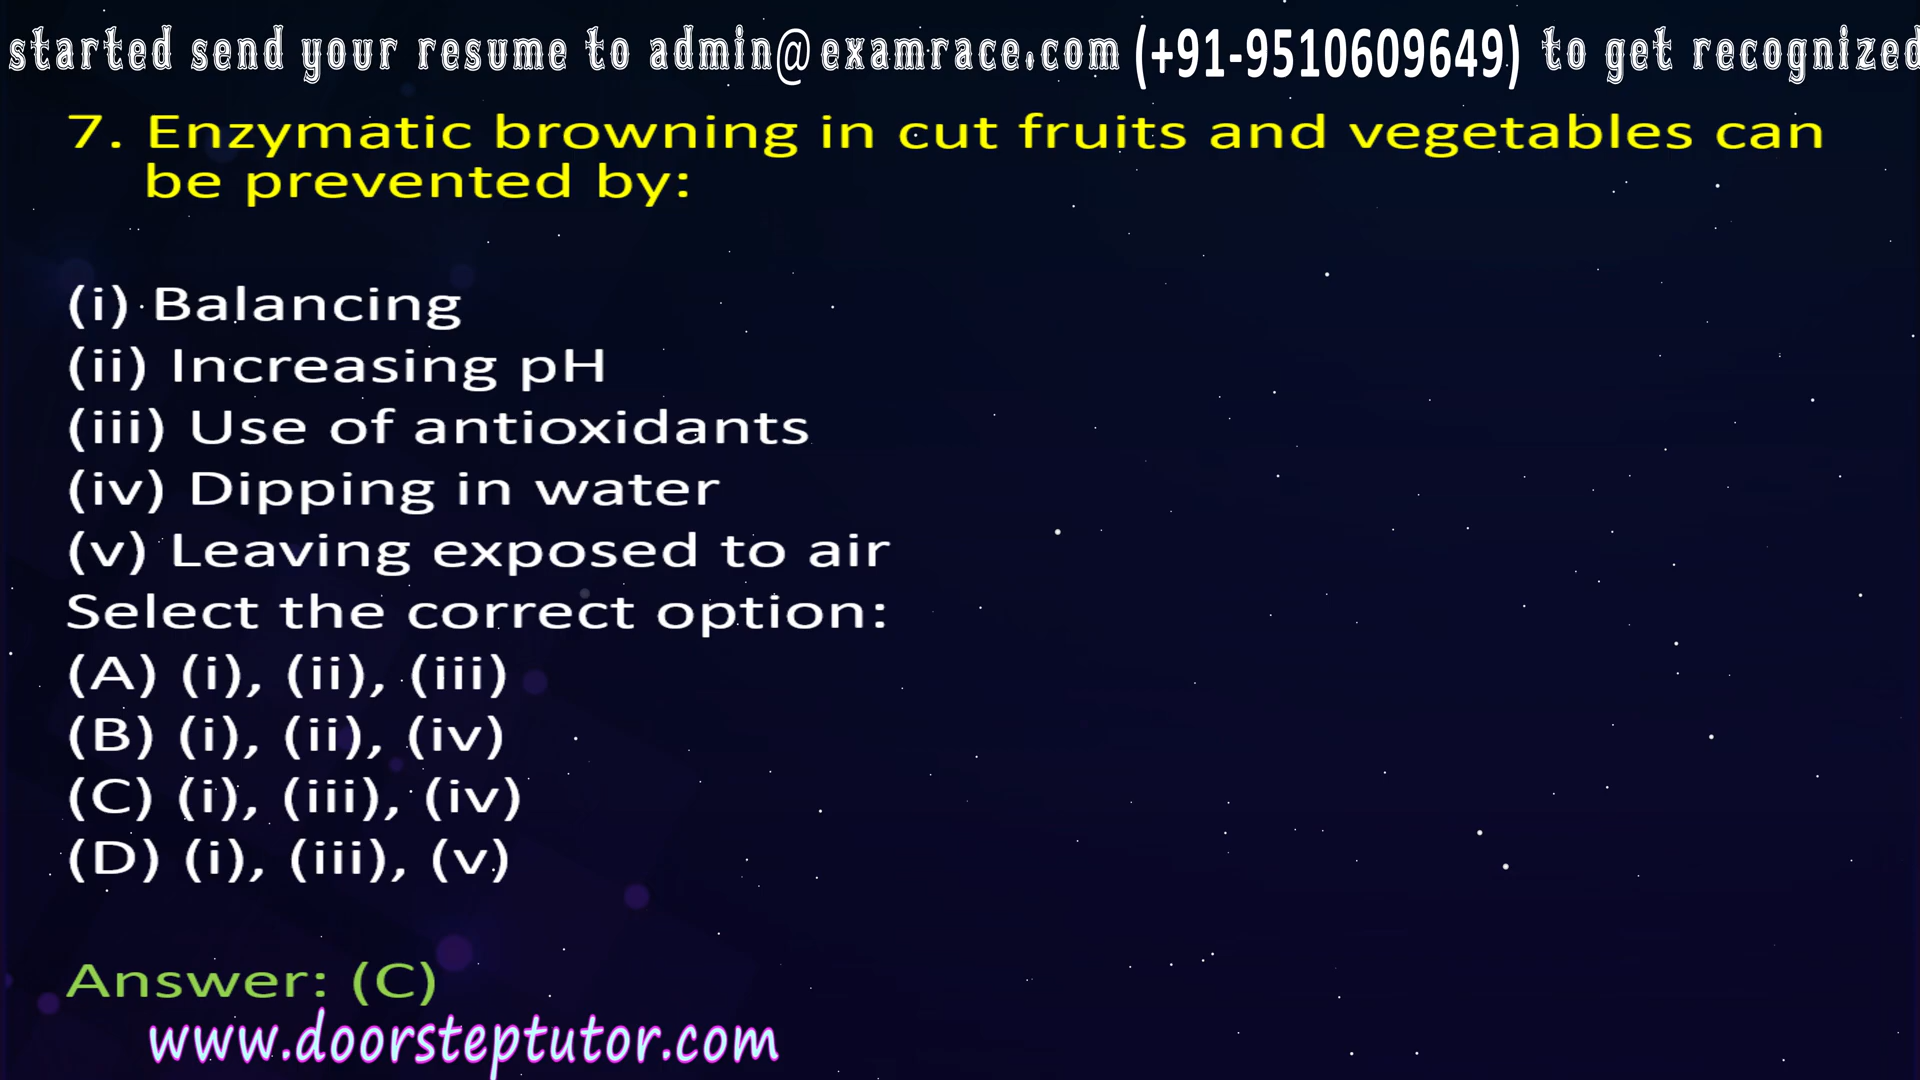 started send your resume to admin@examrace.com (+91-9510609649) to get recognized
7. Enzymatic browning in cut fruits and vegetables can
be prevented by:
(i) Balancing
(ii) Increasing pH
(iii) Use of antioxidants
(iv) Dipping in water
(v) Leaving exposed to air
Select the correct option:
(A) (i), (ii), (iii)
(B) (i), (ii), (iv)
(C) (i), (iii), (iv)
(D) (i), (iii), (v)
Answer: (C)
www.doorsteptutor.com